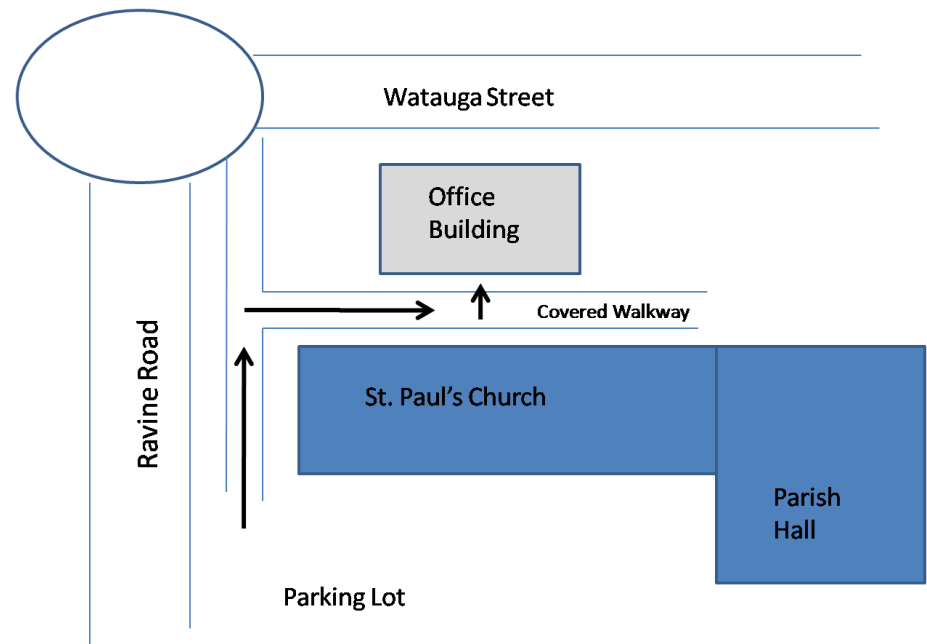 Watauga Street
Office
Building
Covered Walkway
Ravine Road
St. Paul's Church
Parish
Hall
Parking Lot